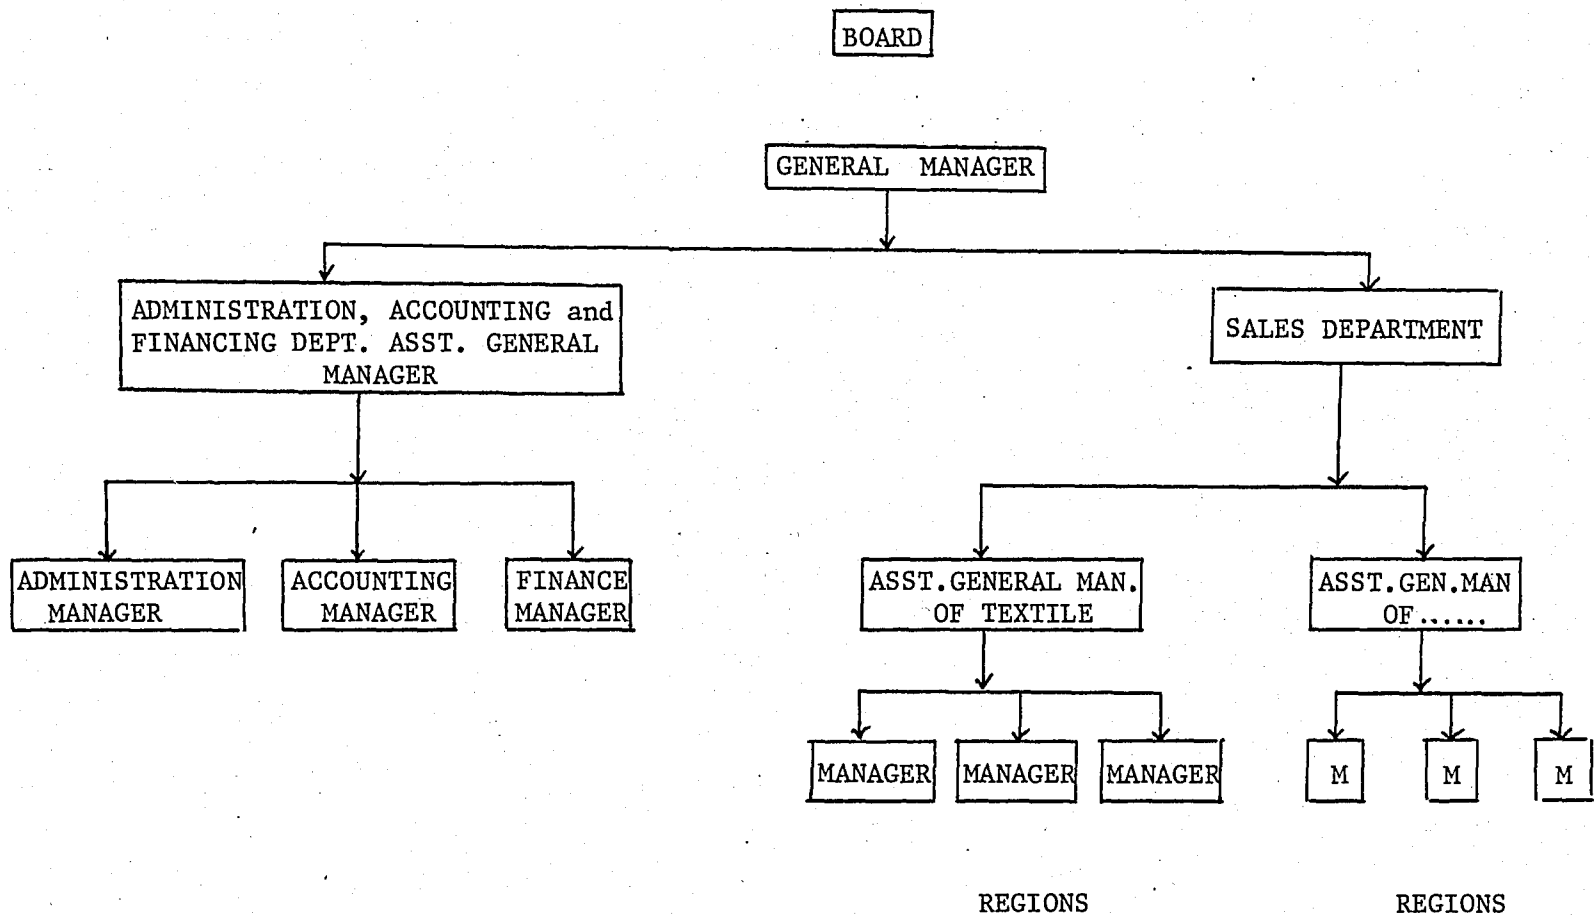 BOARD
GENERAL MANAGER
ADMINISTRATION, ACCOUNTING and
FINANCING DEPT. ASST. GENERAL
MANAGER
SALES DEPARTMENT
ADMINISTRATION
MANAGER
ACCOUNTING
MANAGER
FINANCE
MANAGER
ASST.GENERAL MAN.
OF TEXTILE
ASST.GEN.MAN
OF......
MANAGER
MANAGER
MANAGER
M
M
M
REGIONS
REGIONS